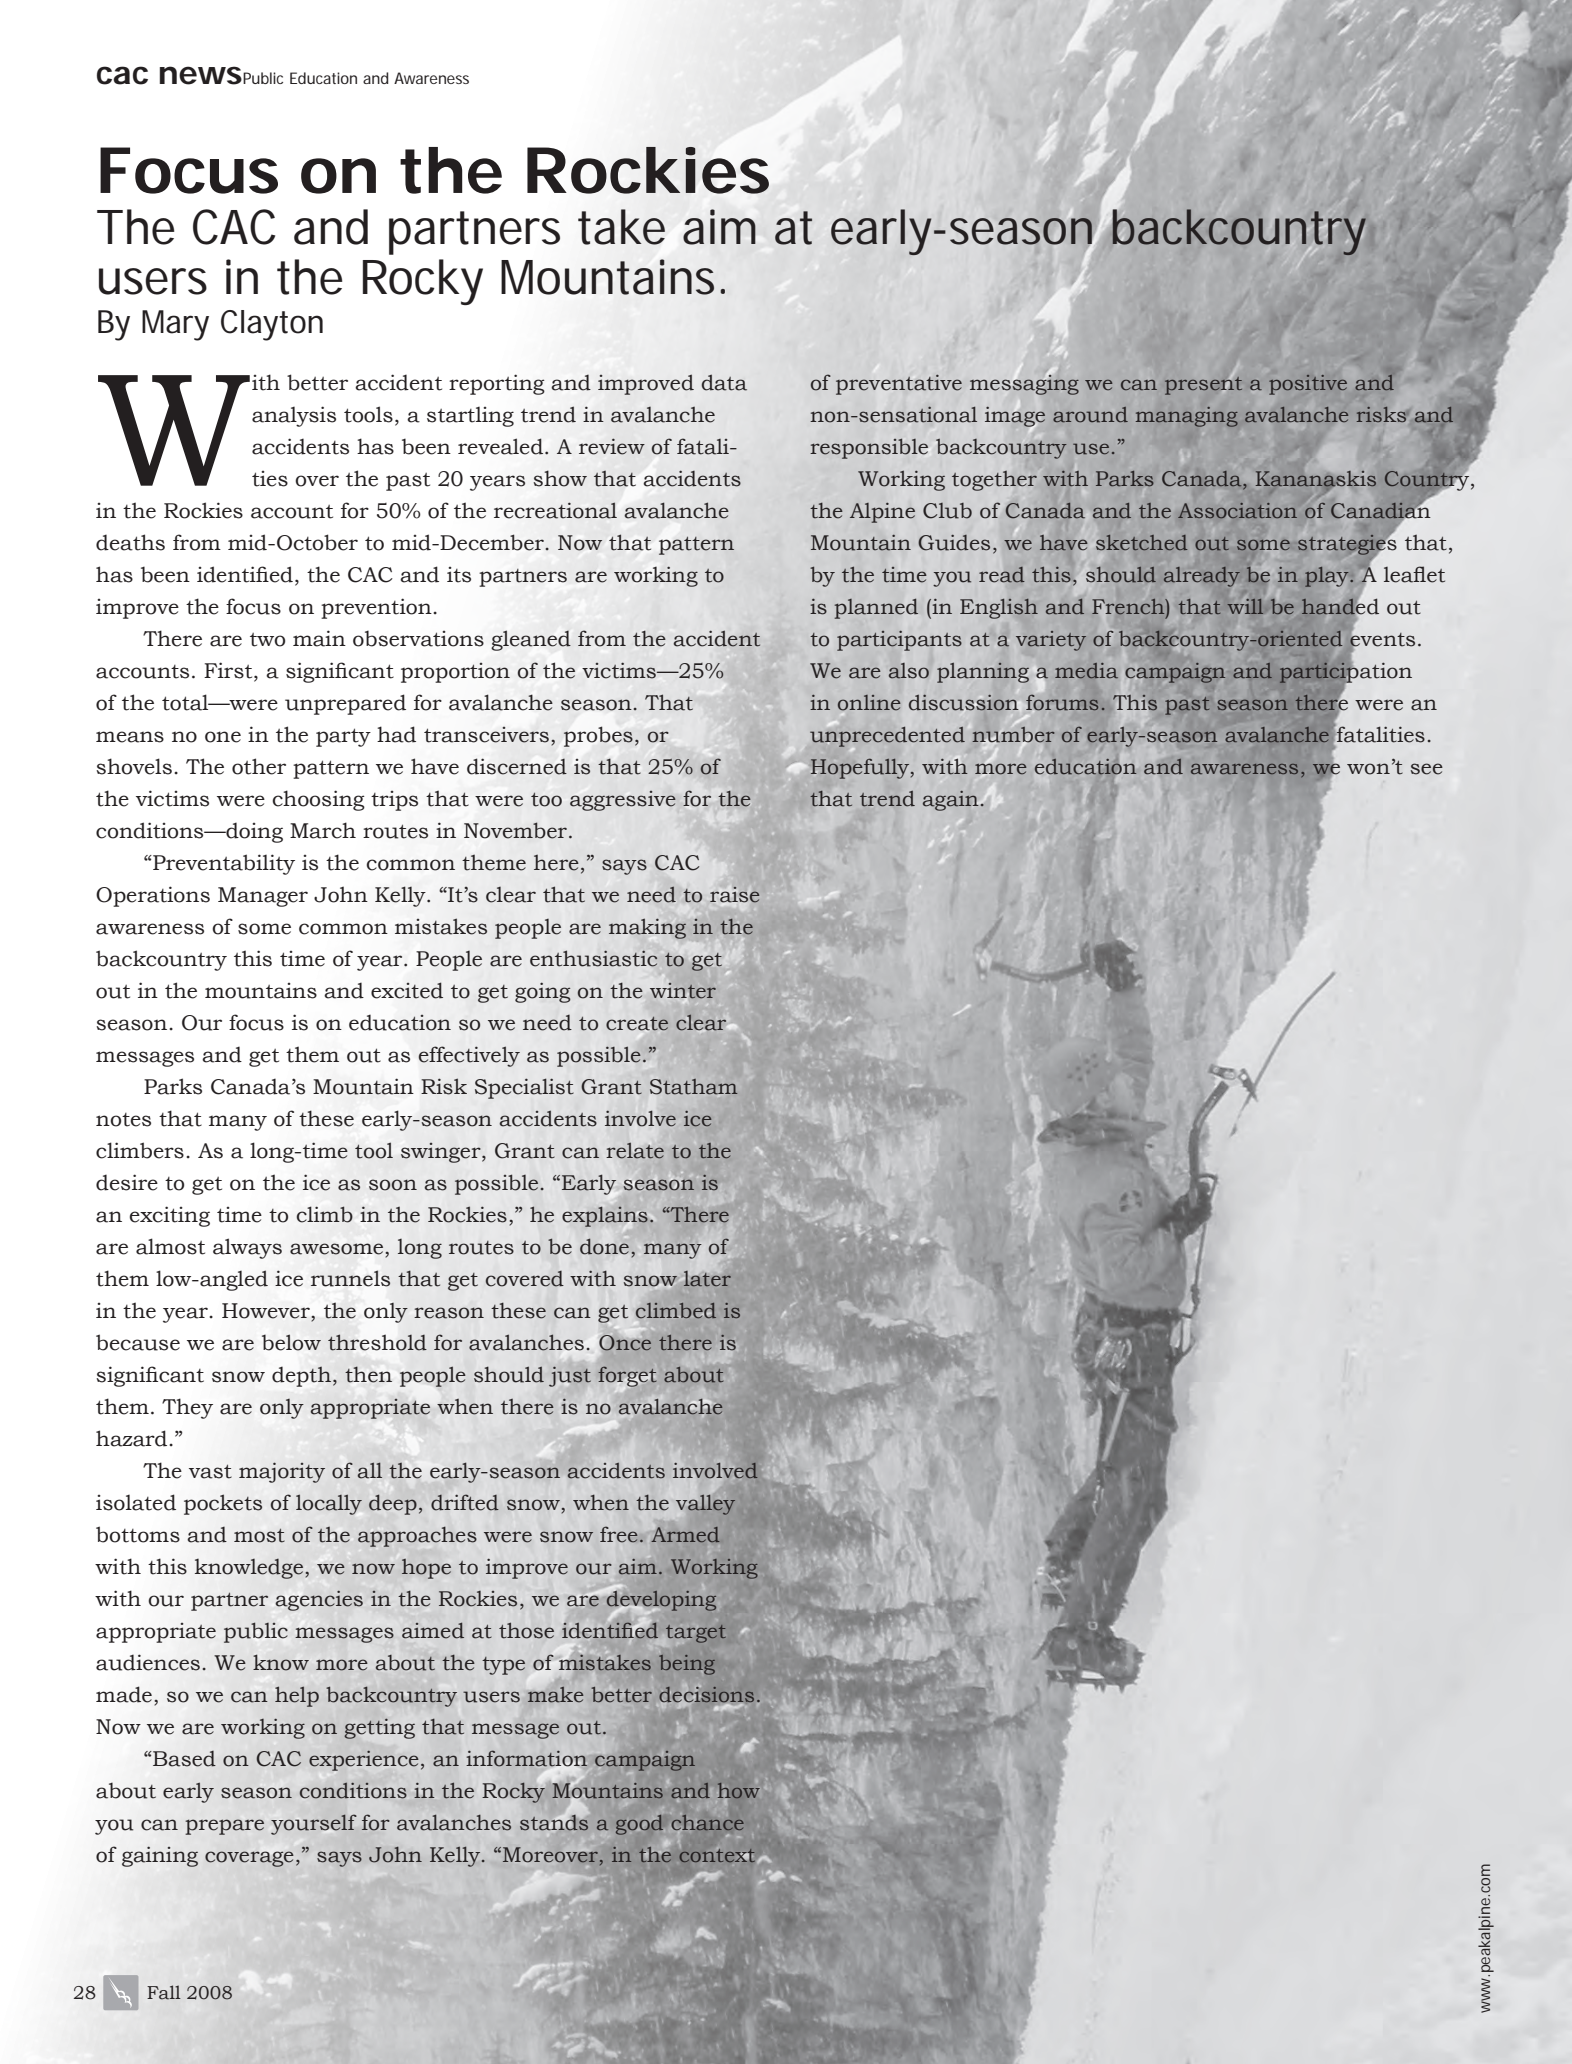 cac news Public Education and Awareness
Focus on the Rockies
The CAC and partners take aim at early-season backcountry
users in the Rocky Mountains.
By Mary Clayton
With better accident reporting and improved data
analysis tools, a startling trend in avalanche
accidents has been revealed. A review of fatali-
ties over the past 20 years show that accidents
in the Rockies account for 50% of the recreational avalanche
deaths from mid-October to mid-December. Now that pattern
has been identified, the CAC and its partners are working to
improve the focus on prevention.
There are two main observations gleaned from the accident
accounts. First, a significant proportion of the victims—25%
of the total—were unprepared for avalanche season. That
means no one in the party had transceivers, probes, or
shovels. The other pattern we have discerned is that 25% of
the victims were choosing trips that were too aggressive for the
conditions—doing March routes in November.
“Preventability is the common theme here,” says CAC
Operations Manager John Kelly. “It’s clear that we need to raise
awareness of some common mistakes people are making in the
backcountry this time of year. People are enthusiastic to get
out in the mountains and excited to get going on the winter
season. Our focus is on education so we need to create clear
messages and get them out as effectively as possible.”
Parks Canada’s Mountain Risk Specialist Grant Statham
notes that many of these early-season accidents involve ice
climbers. As a long-time tool swinger, Grant can relate to the
desire to get on the ice as soon as possible. “Early season is
an exciting time to climb in the Rockies,” he explains. “There
are almost always awesome, long routes to be done, many of
them low-angled ice runnels that get covered with snow later
in the year. However, the only reason these can get climbed is
because we are below threshold for avalanches. Once there is
significant snow depth, then people should just forget about
them. They are only appropriate when there is no avalanche
hazard.”
The vast majority of all the early-season accidents involved
isolated pockets of locally deep, drifted snow, when the valley
bottoms and most of the approaches were snow free. Armed
with this knowledge, we now hope to improve our aim. Working
with our partner agencies in the Rockies, we are developing
appropriate public messages aimed at those identified target
audiences. We know more about the type of mistakes being
made, so we can help backcountry users make better decisions.
Now we are working on getting that message out.
“Based on CAC experience, an information campaign
about early season conditions in the Rocky Mountains and how
you can prepare yourself for avalanches stands a good chance
of gaining coverage,” says John Kelly. “Moreover, in the context
of preventative messaging we can present a positive and
non-sensational image around managing avalanche risks and
responsible backcountry use.”
Working together with Parks Canada, Kananaskis Country,
the Alpine Club of Canada and the Association of Canadian
Mountain Guides, we have sketched out some strategies that,
by the time you read this, should already be in play. A leaflet
is planned (in English and French) that will be handed out
to participants at a variety of backcountry-oriented events.
We are also planning a media campaign and participation
in online discussion forums. This past season there were an
unprecedented number of early-season avalanche fatalities.
Hopefully, with more education and awareness, we won’t see
that trend again.
www.peakalpine.com
28 Fall 2008